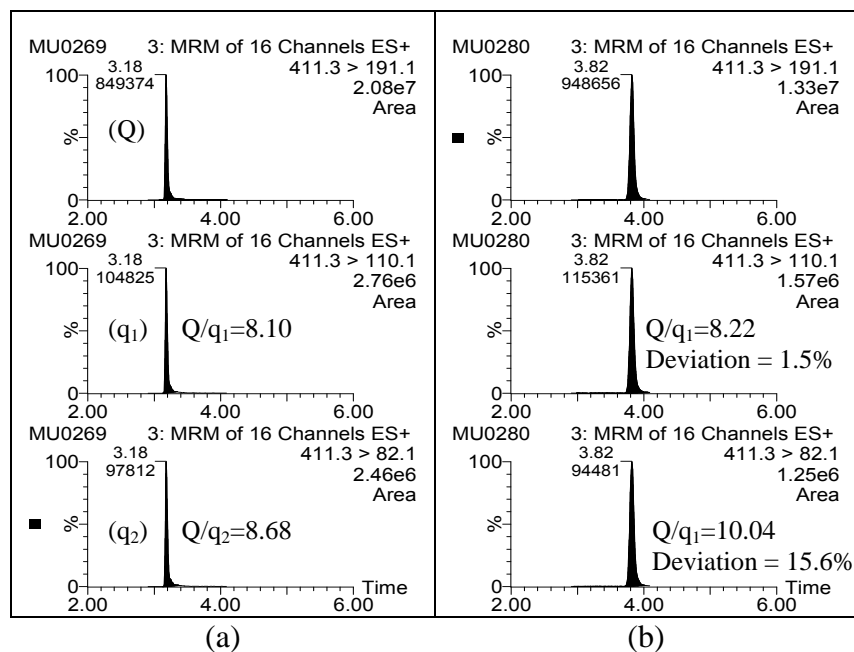 MU0269 3: MRM of 16 Channels ES+
411.3 > 191.1
2.08e7
Area
3.18
849374
100
%
0
(Q)
2.00 4.00 6.00
MU0269 3: MRM of 16 Channels ES+
411.3 > 110.1
2.76e6
Area
3.18
104825
100
%
0
(q1) Q/q1=8.10
2.00 4.00 6.00
MU0269 3: MRM of 16 Channels ES+
411.3 > 82.1
2.46e6
Area
3.18
97812
100
%
0
(q2) Q/q2=8.68
Time
2.00 4.00 6.00
(a)
MU0280 3: MRM of 16 Channels ES+
411.3 > 191.1
1.33e7
Area
3.82
948656
100
%
0
2.00 4.00 6.00
MU0280 3: MRM of 16 Channels ES+
411.3 > 110.1
1.57e6
Area
3.82
115361
100
%
0
Q/q1=8.22
Deviation = 1.5%
2.00 4.00 6.00
MU0280 3: MRM of 16 Channels ES+
411.3 > 82.1
1.25e6
Area
3.82
94481
100
%
0
Q/q1=10.04
Deviation = 15.6%
Time
2.00 4.00 6.00
(b)